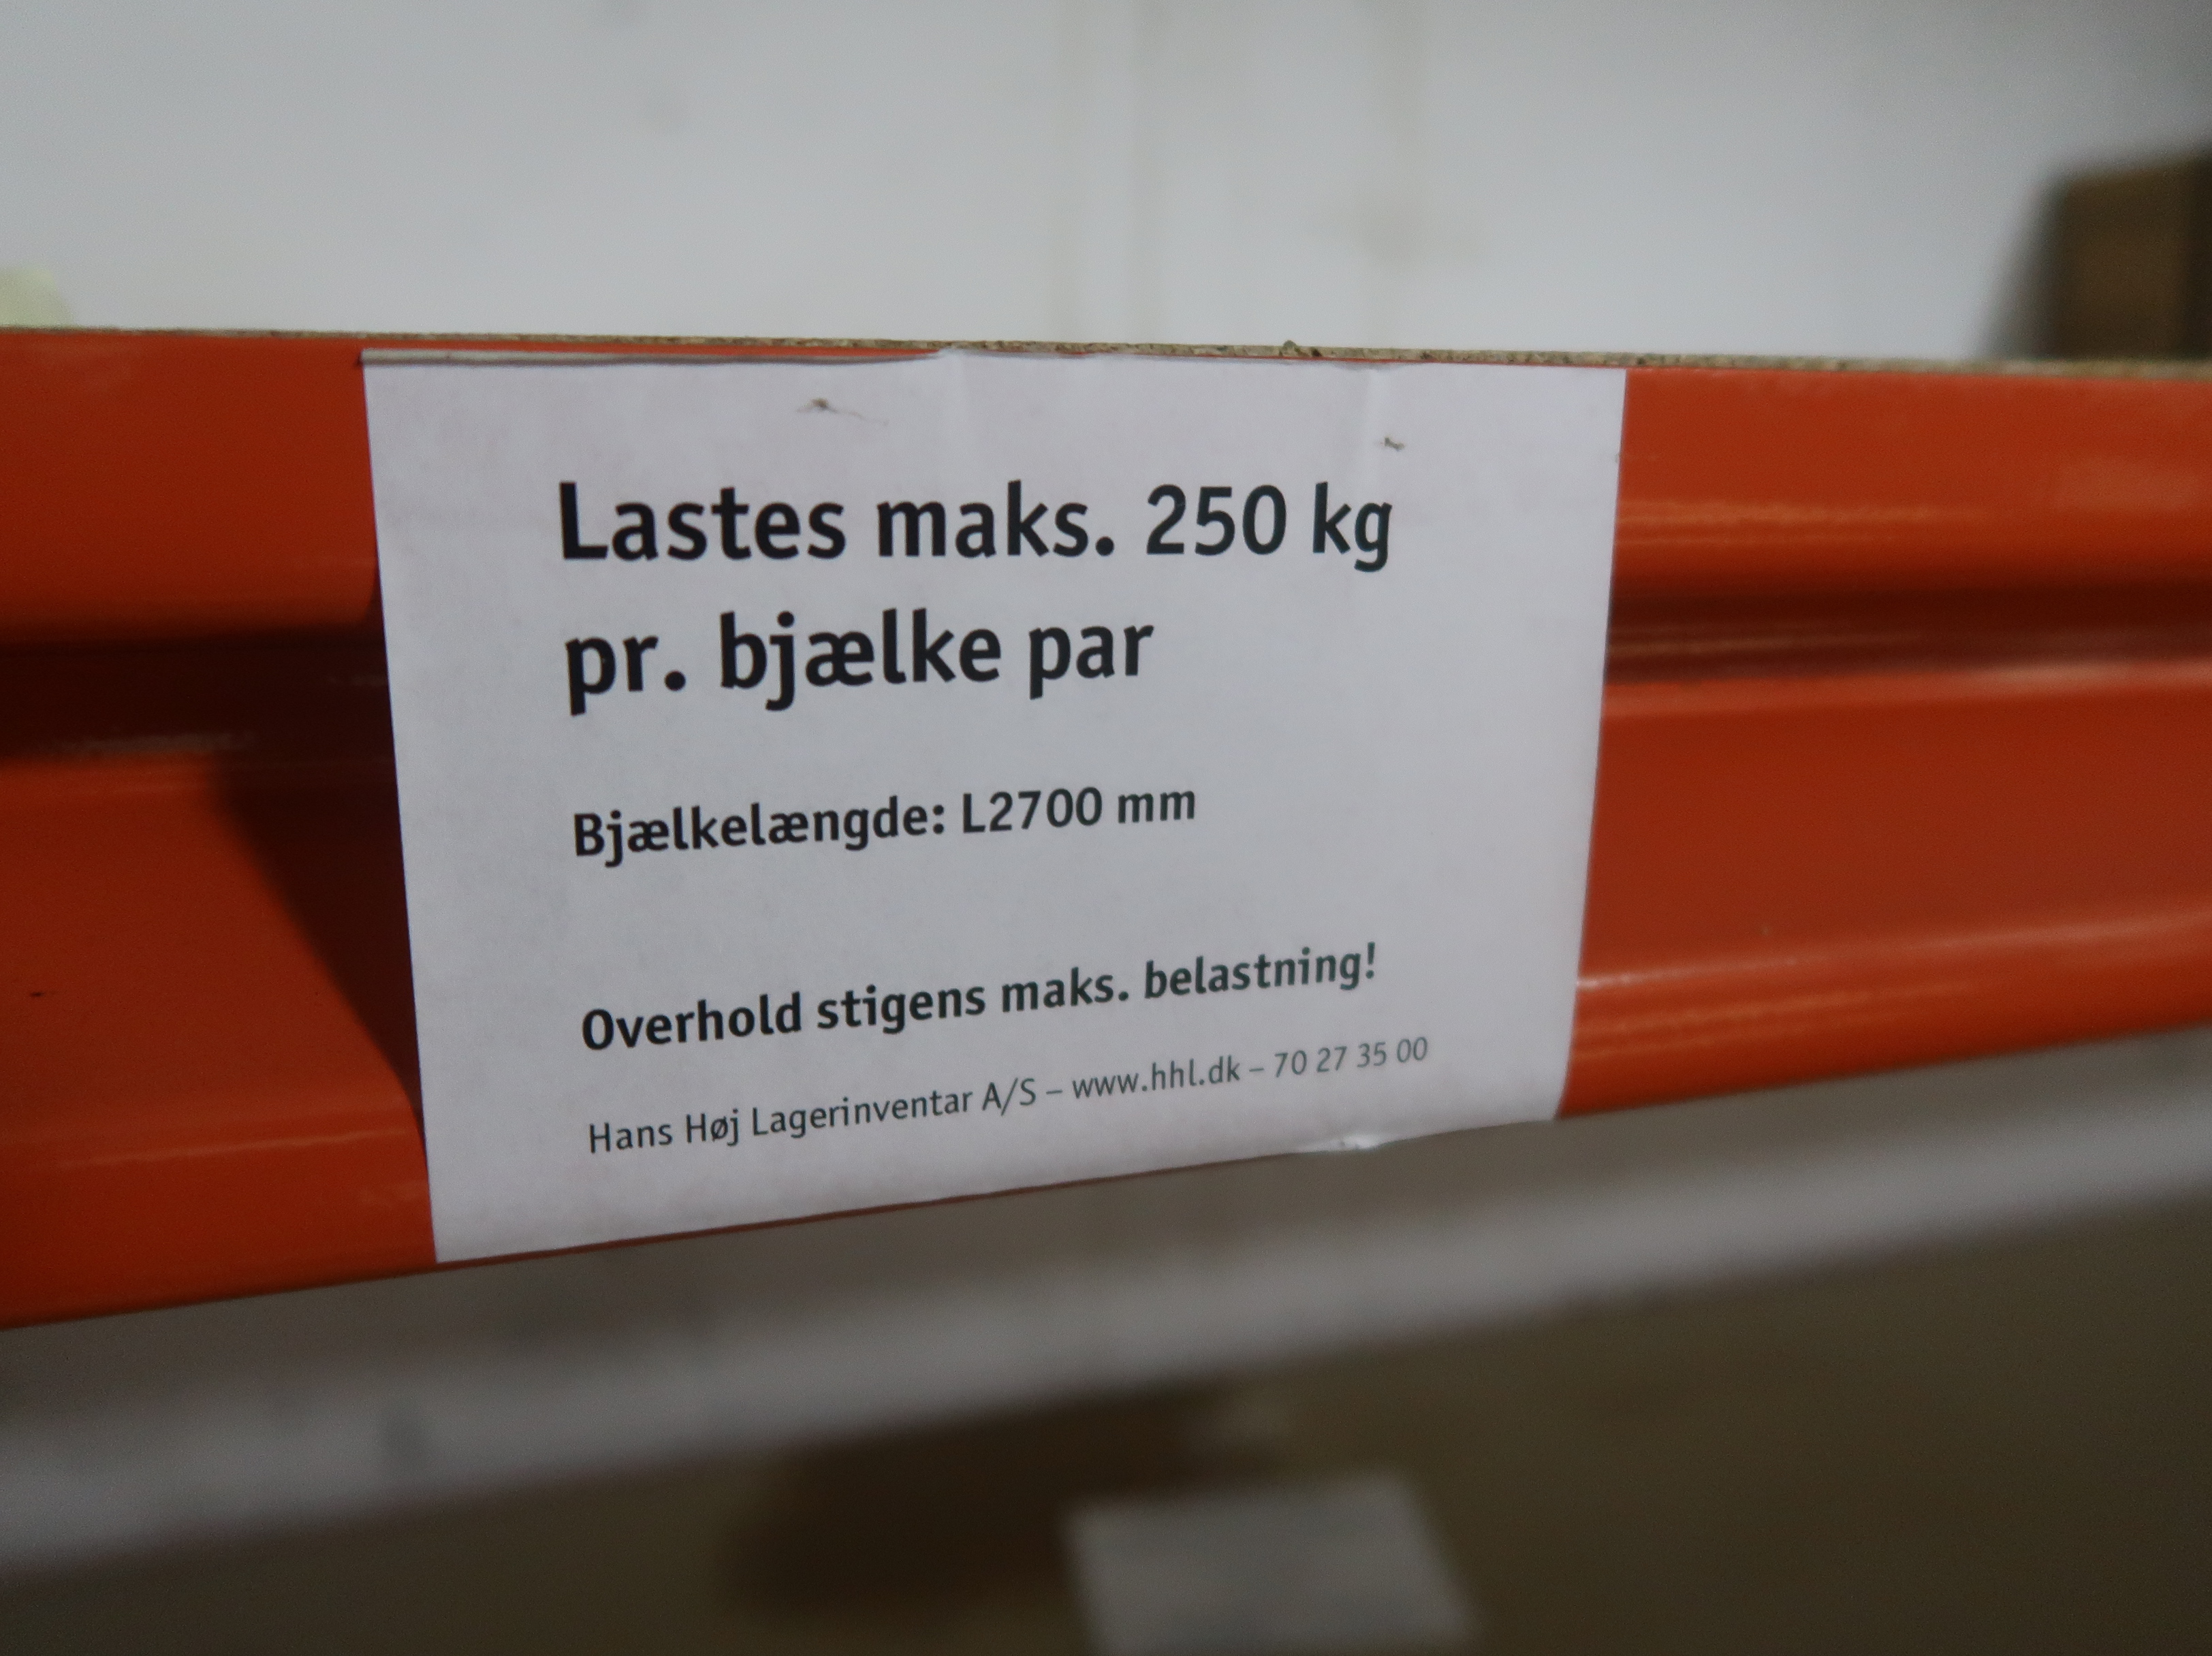 Lastes maks. 250 kg
pr. bjælke par
Bjælkelængde: L2700 mm
Overhold stigens maks. belastning!
Hans Høj Lagerinventar A/S – www.hhl.dk – 70 27 35 00